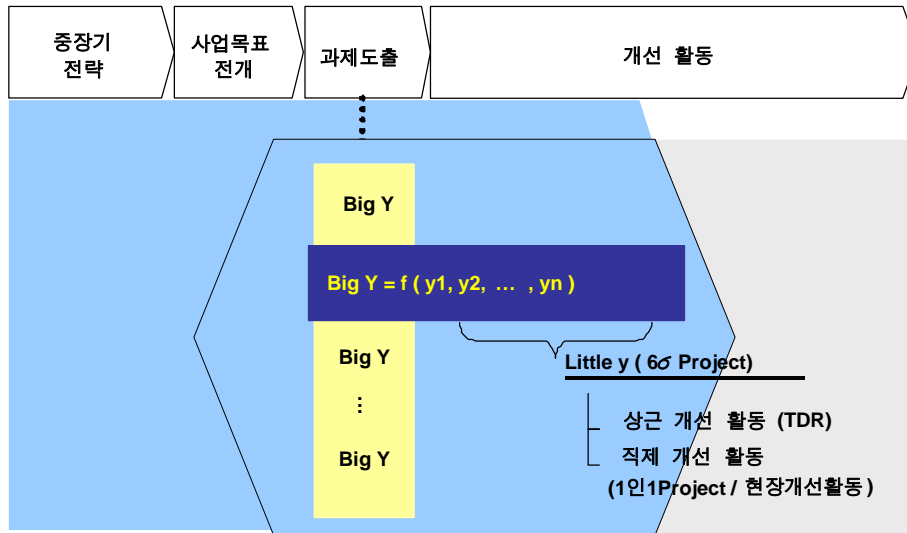 중장기
전략
사업목표
전개
과제도출
개선 활동
Big Y
Big Y = f ( y1, y2, … , yn )
Big Y
⋮
Big Y
Little y ( 6σ Project)
상근 개선 활동 (TDR)
직제 개선 활동
(1인1Project / 현장개선활동 )